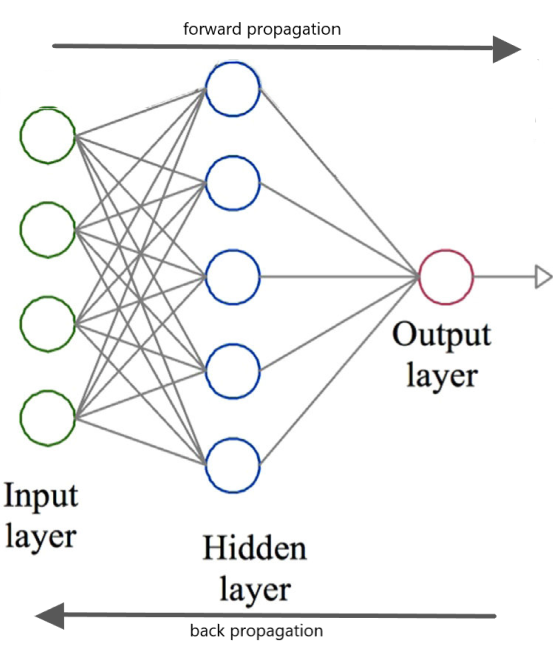 forward propagation
Output
layer
Input
layer
Hidden
layer
back propagation